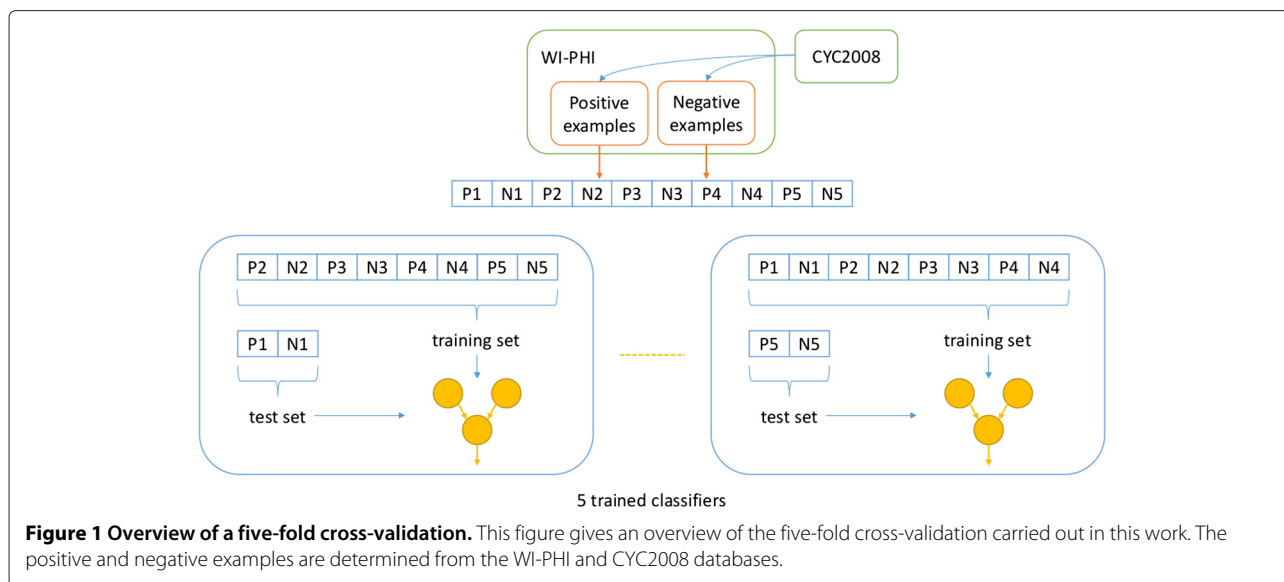 WI-PHI
CYC2008
Positive
examples
Negative
examples
P1 N1 P2 N2 P3 N3 P4 N4 P5 N5
P2 N2 P3 N3 P4 N4 P5 N5
training set
P1 N1
test set
P1 N1 P2 N2 P3 N3 P4 N4
training set
P5 N5
test set
5 trained classifiers
Figure 1 Overview of a five-fold cross-validation. This figure gives an overview of the five-fold cross-validation carried out in this work. The
positive and negative examples are determined from the WI-PHI and CYC2008 databases.